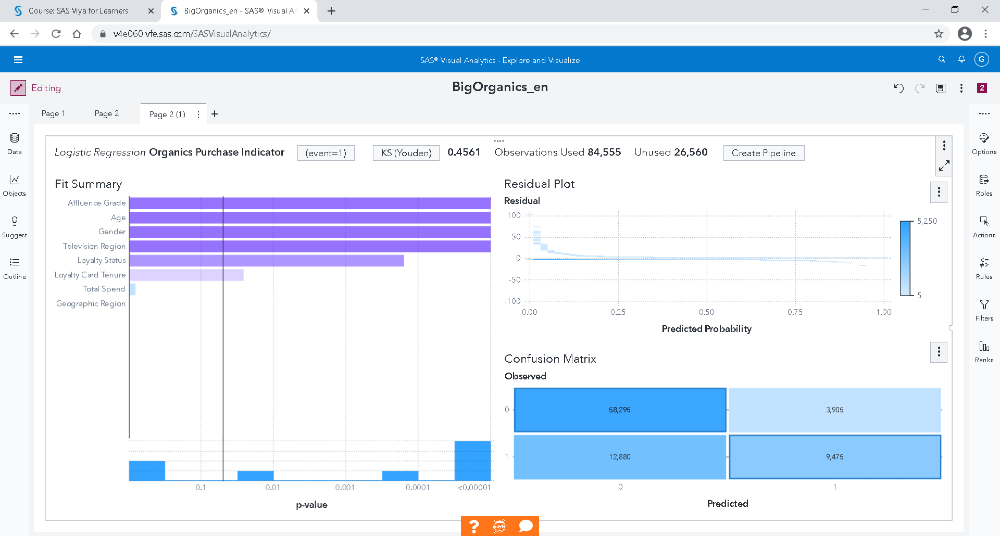 Course: SAS Viya for Learners
BigOrganics_en - SAS® Visual An
v4e060.vfe.sas.com/SASVisualAnalytics/
SAS® Visual Analytics - Explore and Visualize
G
Editing
BigOrganics_en
2
Page 1
Page 2
Page 2 (1)
Data
Objects
Suggest
Outline
Logistic Regression Organics Purchase Indicator (event=1) KS (Youden) 0.4561 Observations Used 84,555 Unused 26,560 Create Pipeline
Fit Summary
Affluence Grade
Age
Gender
Television Region
Loyalty Status
Loyalty Card Tenure
Total Spend
Geographic Region
0.1 0.01 0.001 0.0001 <0.00001
p-value
Residual Plot
Residual
100
50
0
-50
-100
0.00 0.25 0.50 0.75 1.00
Predicted Probability
5,250
5
Confusion Matrix
Observed
0 58,295 3,905
1 12,880 9,475
0 1
Predicted
Options
Roles
Actions
Rules
Filters
Ranks
? jupyter